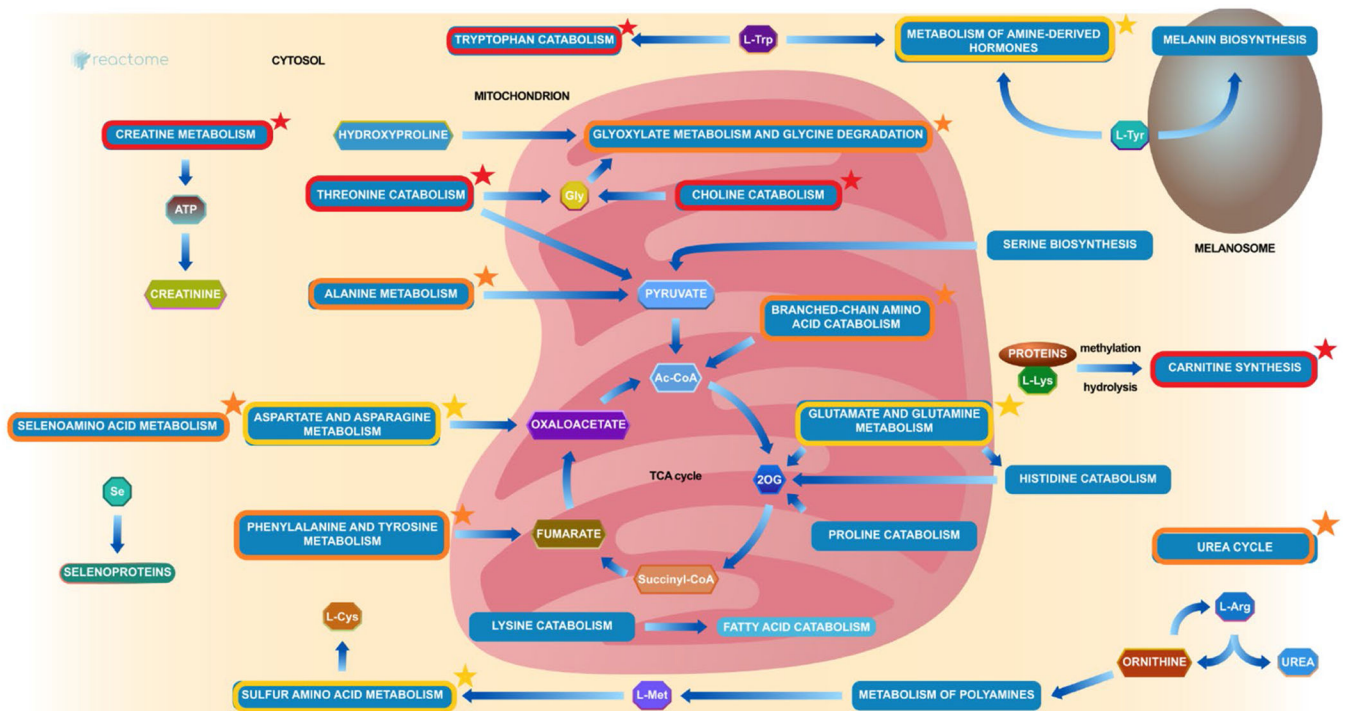 reactome
CYTOSOL
TRYPTOPHAN CATABOLISM
L-Trp
METABOLISM OF AMINE-DERIVED
HORMONES
MELANIN BIOSYNTHESIS
MITOCHONDRION
CREATINE METABOLISM
HYDROXYPROLINE
GLYOXYLATE METABOLISM AND GLYCINE DEGRADATION
L-Tyr
THREONINE CATABOLISM
Gly
CHOLINE CATABOLISM
ATP
SERINE BIOSYNTHESIS
MELANOSOME
CREATININE
ALANINE METABOLISM
PYRUVATE
BRANCHED-CHAIN AMINO
ACID CATABOLISM
PROTEINS
L-Lys
methylation
hydrolysis
CARNITINE SYNTHESIS
Ac-CoA
SELENOAMINO ACID METABOLISM
ASPARTATE AND ASPARAGINE
METABOLISM
OXALOACETATE
GLUTAMATE AND GLUTAMINE
METABOLISM
TCA cycle
2OG
HISTIDINE CATABOLISM
Se
PHENYLALANINE AND TYROSINE
METABOLISM
FUMARATE
PROLINE CATABOLISM
UREA CYCLE
SELENOPROTEINS
Succinyl-CoA
L-Cys
LYSINE CATABOLISM
FATTY ACID CATABOLISM
L-Arg
ORNITHINE
UREA
SULFUR AMINO ACID METABOLISM
L-Met
METABOLISM OF POLYAMINES